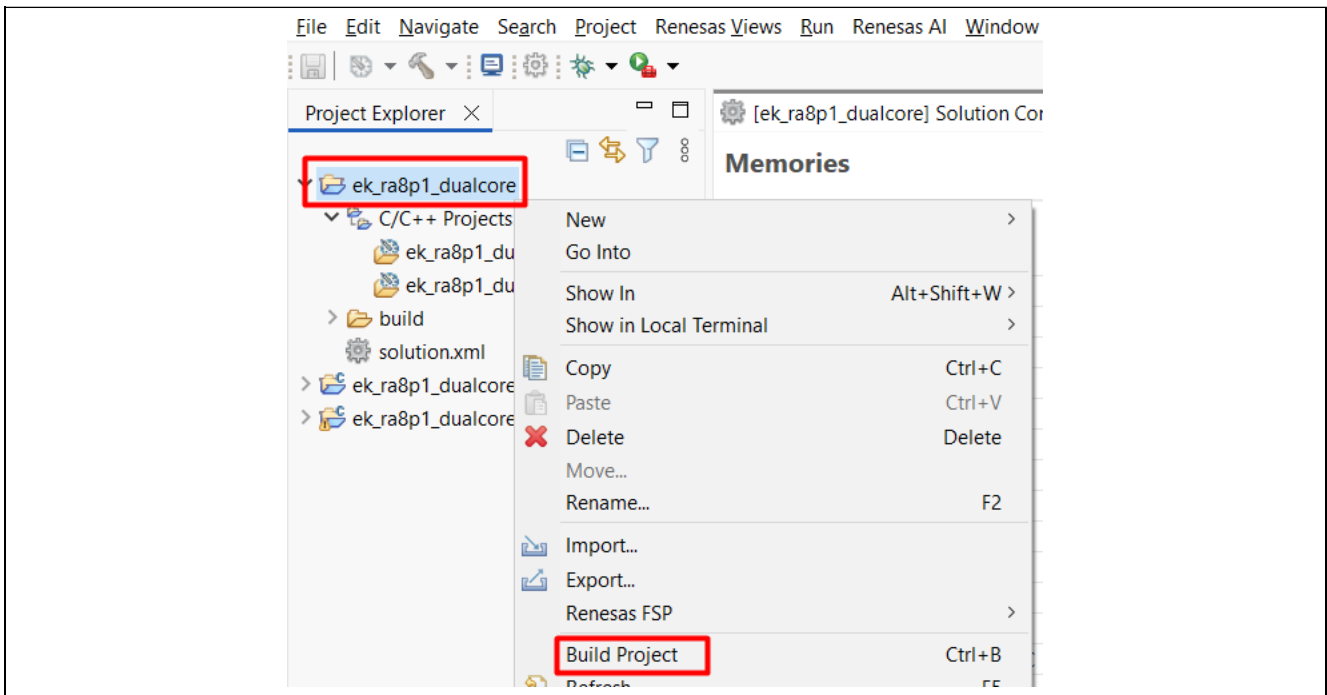 File Edit Navigate Search Project Renesas Views Run Renesas AI Window
Project Explorer
[ek_ra8p1_dualcore] Solution Cor
Memories
ek_ra8p1_dualcore
C/C++ Projects
ek_ra8p1_du
ek_ra8p1_du
build
solution.xml
ek_ra8p1_dualcore
ek_ra8p1_dualcore
New
Go Into
Show In Alt+Shift+W
Show in Local Terminal
Copy Ctrl+C
Paste Ctrl+V
Delete Delete
Move...
Rename... F2
Import...
Export...
Renesas FSP
Build Project Ctrl+B
Refresh F5